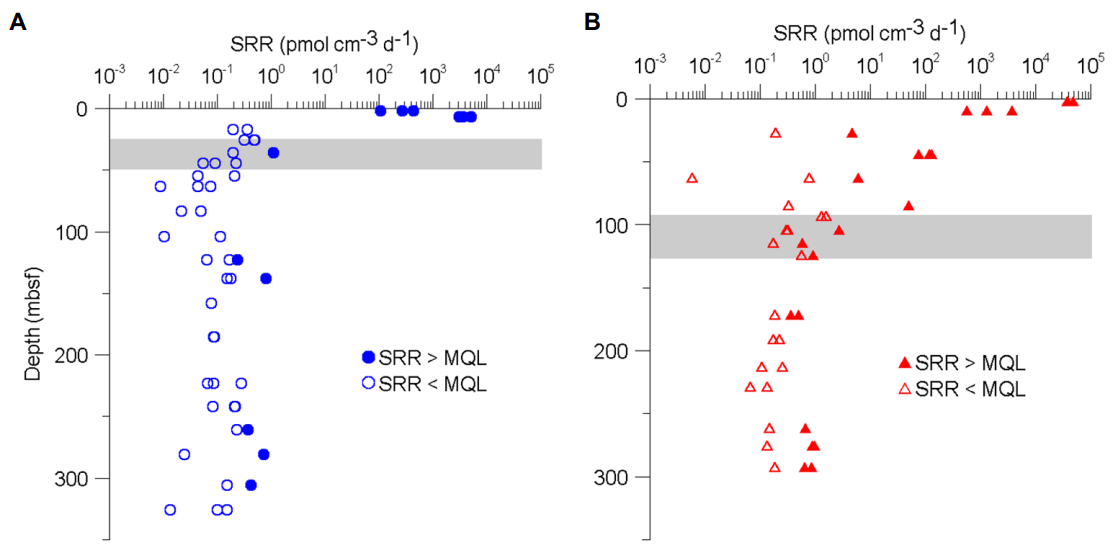 A
SRR (pmol cm⁻³ d⁻¹)
10⁻³ 10⁻² 10⁻¹ 10⁰ 10¹ 10² 10³ 10⁴ 10⁵
0
100
200
300
Depth (mbsf)
SRR > MQL
SRR < MQL
B
SRR (pmol cm⁻³ d⁻¹)
10⁻³ 10⁻² 10⁻¹ 10⁰ 10¹ 10² 10³ 10⁴ 10⁵
0
100
200
300
SRR > MQL
SRR < MQL